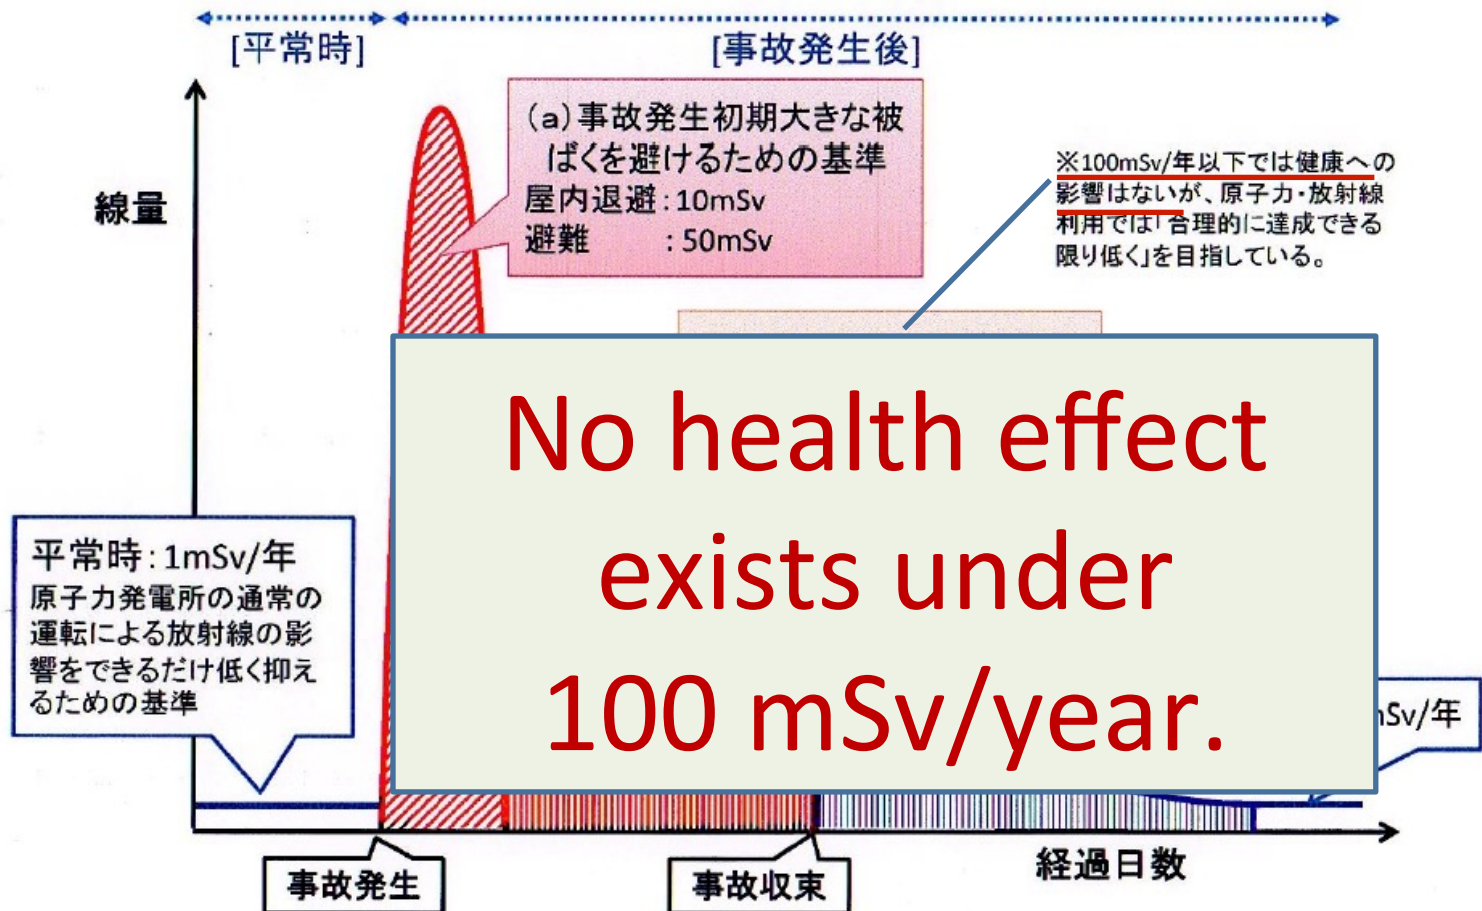 [平常時]
[事故発生後]
線量
(a)事故発生初期大きな被
ばくを避けるための基準
屋内退避:10mSv
避難　　:50mSv
※100mSv/年以下では健康への
影響はないが、原子力・放射線
利用では「合理的に達成できる
限り低く」を目指している。
No health effect
exists under
100 mSv/year.
平常時:1mSv/年
原子力発電所の通常の
運転による放射線の影
響をできるだけ低く抑え
るための基準
mSv/年
事故発生
事故収束
経過日数